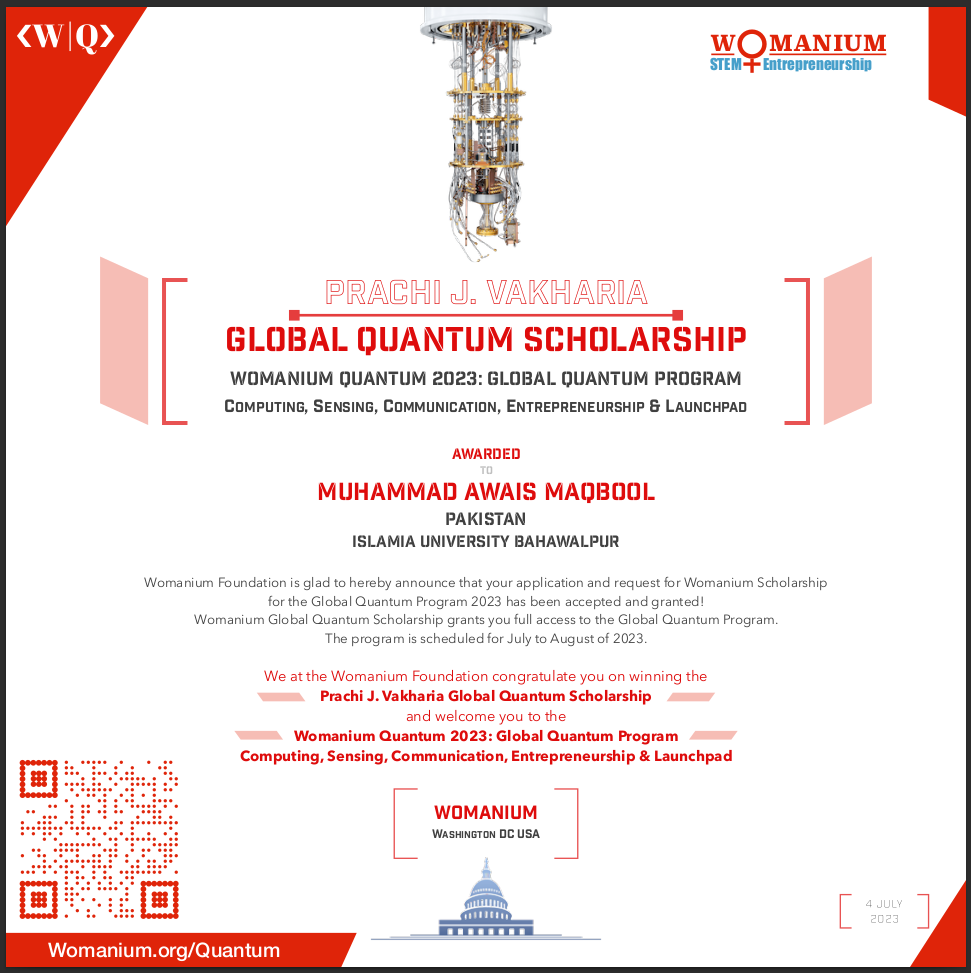 ‹W|Q›
WOMANIUM
STEM Entrepreneurship
PRACHI J. VAKHARIA
GLOBAL QUANTUM SCHOLARSHIP
WOMANIUM QUANTUM 2023: GLOBAL QUANTUM PROGRAM
COMPUTING, SENSING, COMMUNICATION, ENTREPRENEURSHIP & LAUNCHPAD
AWARDED
TO
MUHAMMAD AWAIS MAQBOOL
PAKISTAN
ISLAMIA UNIVERSITY BAHAWALPUR
Womanium Foundation is glad to hereby announce that your application and request for Womanium Scholarship
for the Global Quantum Program 2023 has been accepted and granted!
Womanium Global Quantum Scholarship grants you full access to the Global Quantum Program.
The program is scheduled for July to August of 2023.
We at the Womanium Foundation congratulate you on winning the
Prachi J. Vakharia Global Quantum Scholarship
and welcome you to the
Womanium Quantum 2023: Global Quantum Program
Computing, Sensing, Communication, Entrepreneurship & Launchpad
WOMANIUM
WASHINGTON DC USA
4 JULY
2023
Womanium.org/Quantum